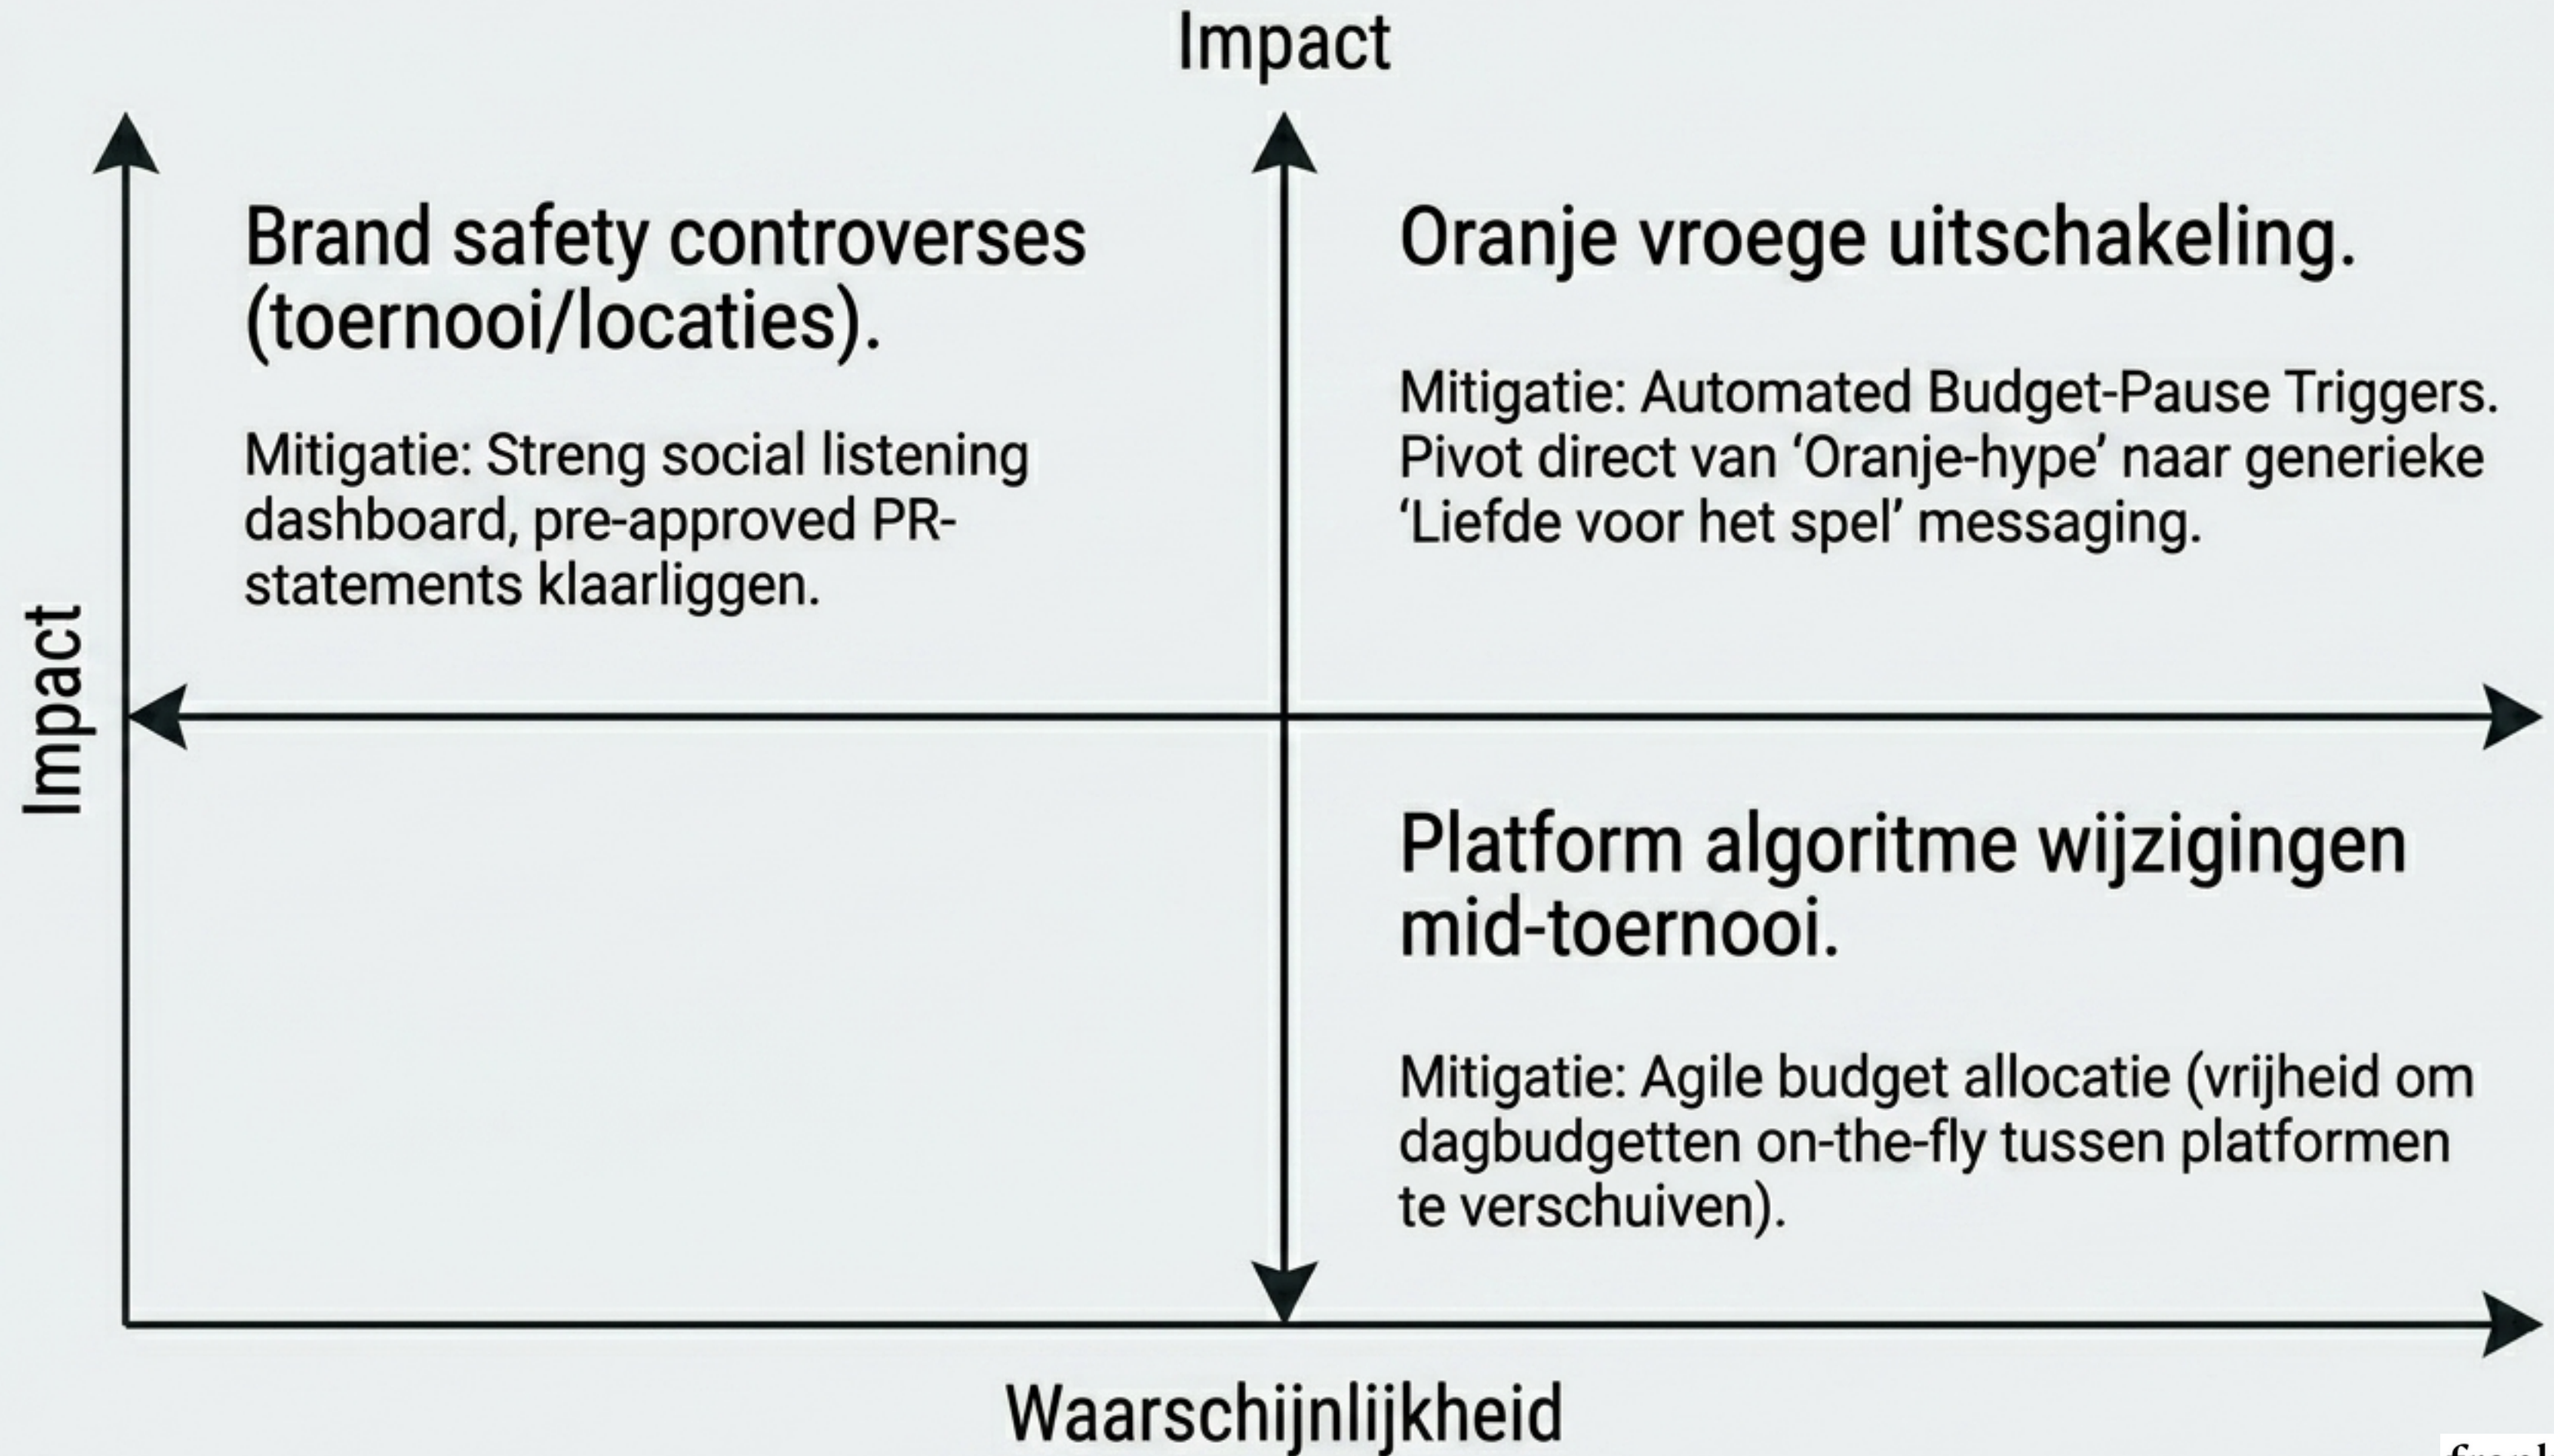 Impact
Brand safety controverses
(toernooi/locaties).
Mitigatie: Streng social listening
dashboard, pre-approved PR-
statements klaarliggen.
Oranje vroege uitschakeling.
Mitigatie: Automated Budget-Pause Triggers.
Pivot direct van ‘Oranje-hype’ naar generieke
‘Liefde voor het spel’ messaging.
Impact
Platform algoritme wijzigingen
mid-toernooi.
Mitigatie: Agile budget allocatie (vrijheid om
dagbudgetten on-the-fly tussen platformen
te verschuiven).
Waarschijnlijkheid